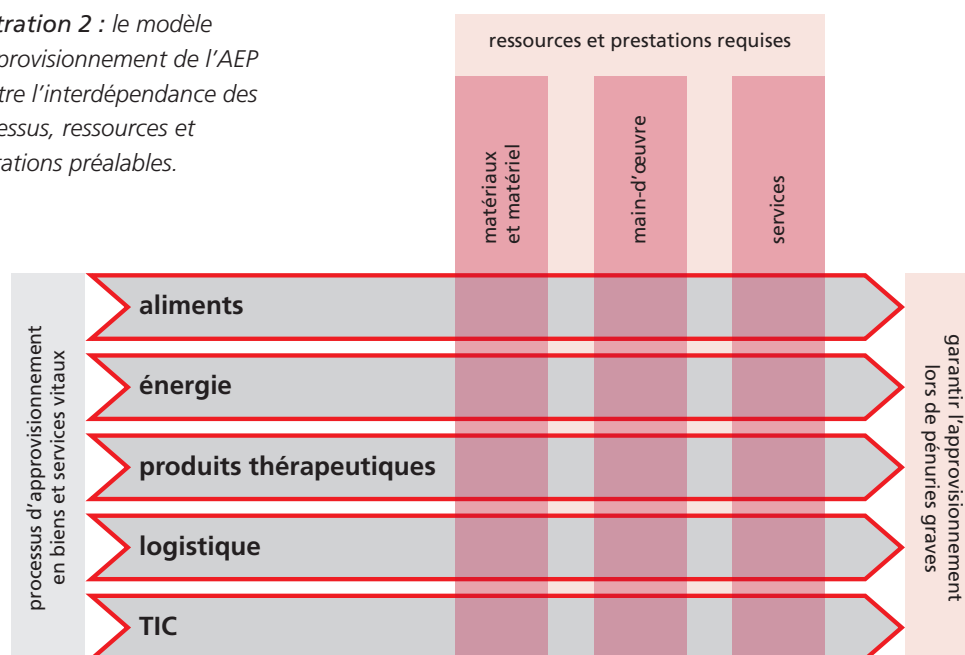 tration 2 : le modèle
provisionnement de l’AEP
tre l’interdépendance des
essus, ressources et
ations préalables.
ressources et prestations requises
matériaux
et matériel
main-d’œuvre
services
processus d’approvisionnement
en biens et services vitaux
aliments
énergie
produits thérapeutiques
logistique
TIC
garantir l’approvisionnement
lors de pénuries graves